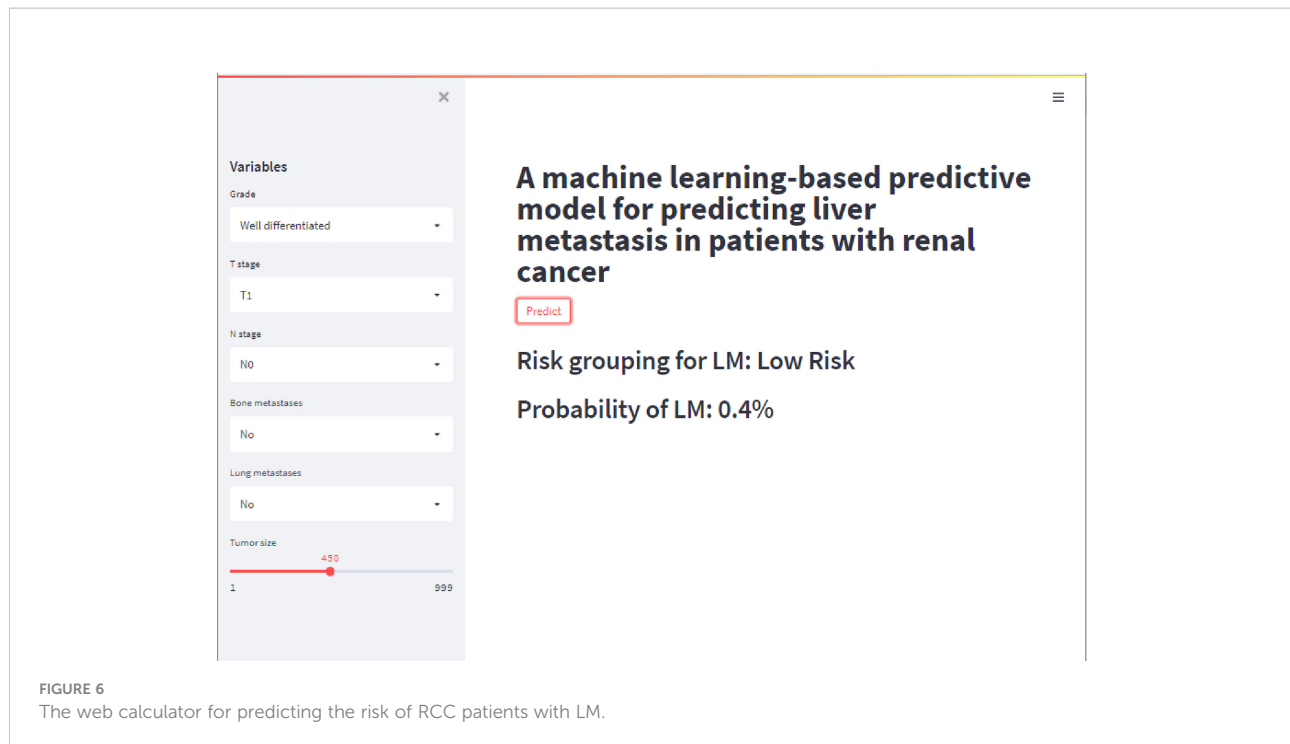 Variables
Grade
Well differentiated
T stage
T1
N stage
N0
Bone metastases
No
Lung metastases
No
Tumor size
450
1 999
A machine learning-based predictive
model for predicting liver
metastasis in patients with renal
cancer
Predict
Risk grouping for LM: Low Risk
Probability of LM: 0.4%
FIGURE 6
The web calculator for predicting the risk of RCC patients with LM.